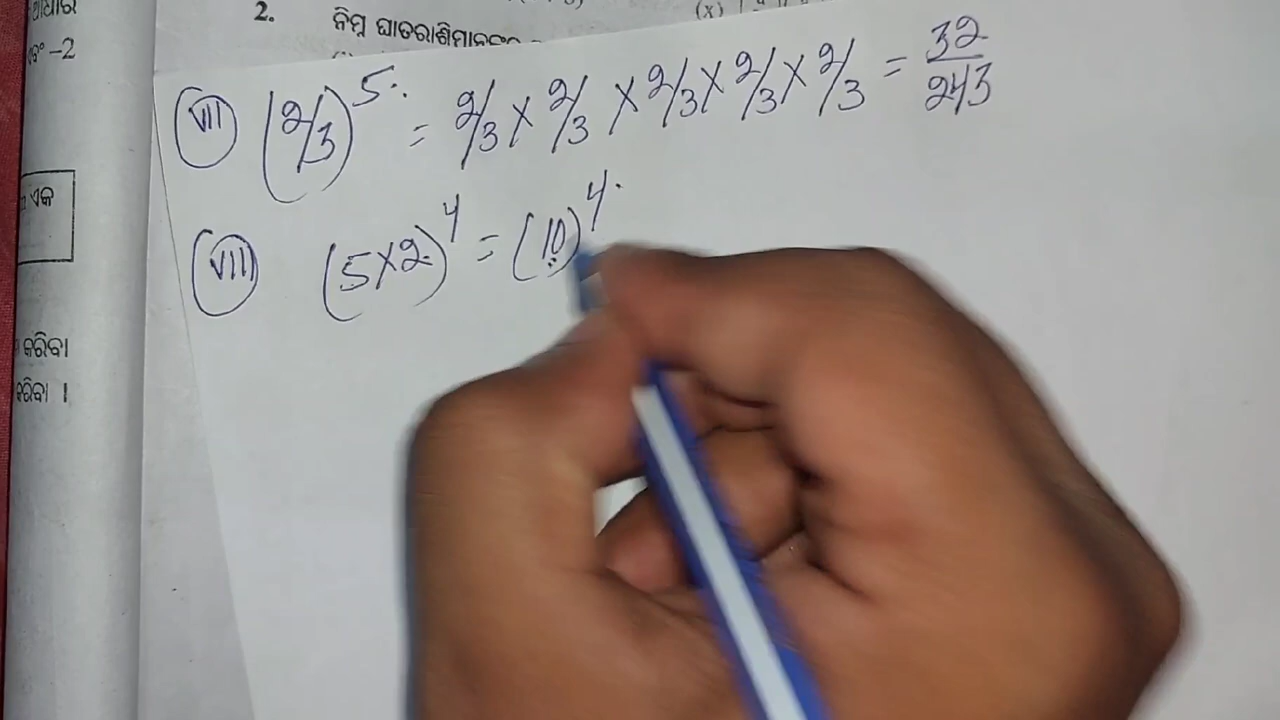 2. ନିମ୍ନ ଘାତରାଶିମାନଙ୍କର
(x)
-2
ଏକ
କରିବା
କରିବା ।
(VII) (2/3)^5. = 2/3 × 2/3 × 2/3 × 2/3 × 2/3 = 32/243
(VIII) (5×2)^4 = (10)^4.